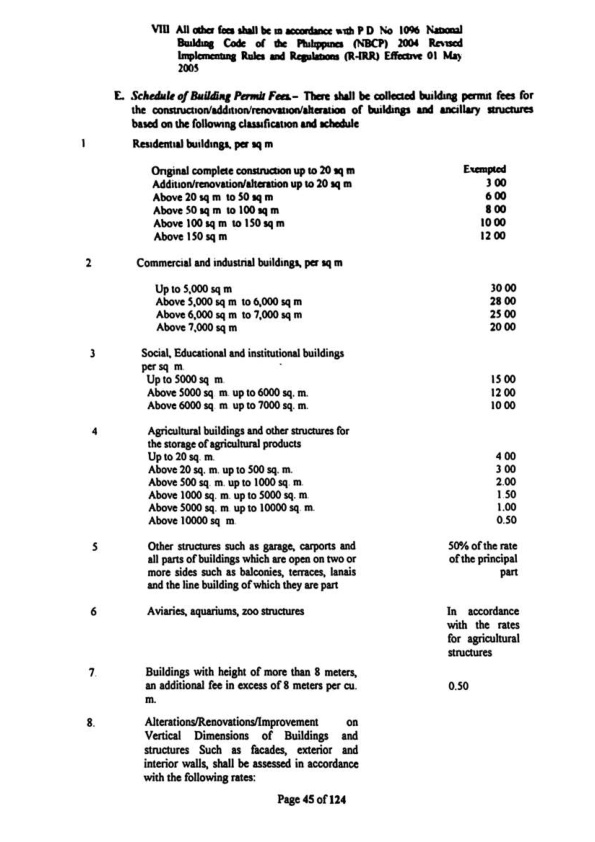 VIII All other fees shall be in accordance with P D No 1096 National
Building Code of the Philippines (NBCP) 2004 Revised
Implementing Rules and Regulations (R-IRR) Effective 01 May
2005
E. Schedule of Building Permit Fees.– There shall be collected building permit fees for
the construction/addition/renovation/alteration of buildings and ancillary structures
based on the following classification and schedule
1 Residential buildings, per sq m
Original complete construction up to 20 sq m Exempted
Addition/renovation/alteration up to 20 sq m 3 00
Above 20 sq m to 50 sq m 6 00
Above 50 sq m to 100 sq m 8 00
Above 100 sq m to 150 sq m 10 00
Above 150 sq m 12 00
2 Commercial and industrial buildings, per sq m
Up to 5,000 sq m 30 00
Above 5,000 sq m to 6,000 sq m 28 00
Above 6,000 sq m to 7,000 sq m 25 00
Above 7,000 sq m 20 00
3 Social, Educational and institutional buildings
per sq m.
Up to 5000 sq m. 15 00
Above 5000 sq m up to 6000 sq. m. 12 00
Above 6000 sq m up to 7000 sq. m. 10 00
4 Agricultural buildings and other structures for
the storage of agricultural products
Up to 20 sq. m. 4 00
Above 20 sq. m. up to 500 sq. m. 3 00
Above 500 sq. m. up to 1000 sq. m. 2.00
Above 1000 sq. m. up to 5000 sq. m. 1 50
Above 5000 sq. m up to 10000 sq. m. 1.00
Above 10000 sq m. 0.50
5 Other structures such as garage, carports and 50% of the rate
all parts of buildings which are open on two or of the principal
more sides such as balconies, terraces, lanais part
and the line building of which they are part
6 Aviaries, aquariums, zoo structures In accordance
with the rates
for agricultural
structures
7. Buildings with height of more than 8 meters,
an additional fee in excess of 8 meters per cu. 0.50
m.
8. Alterations/Renovations/Improvement on
Vertical Dimensions of Buildings and
structures Such as facades, exterior and
interior walls, shall be assessed in accordance
with the following rates:
Page 45 of 124